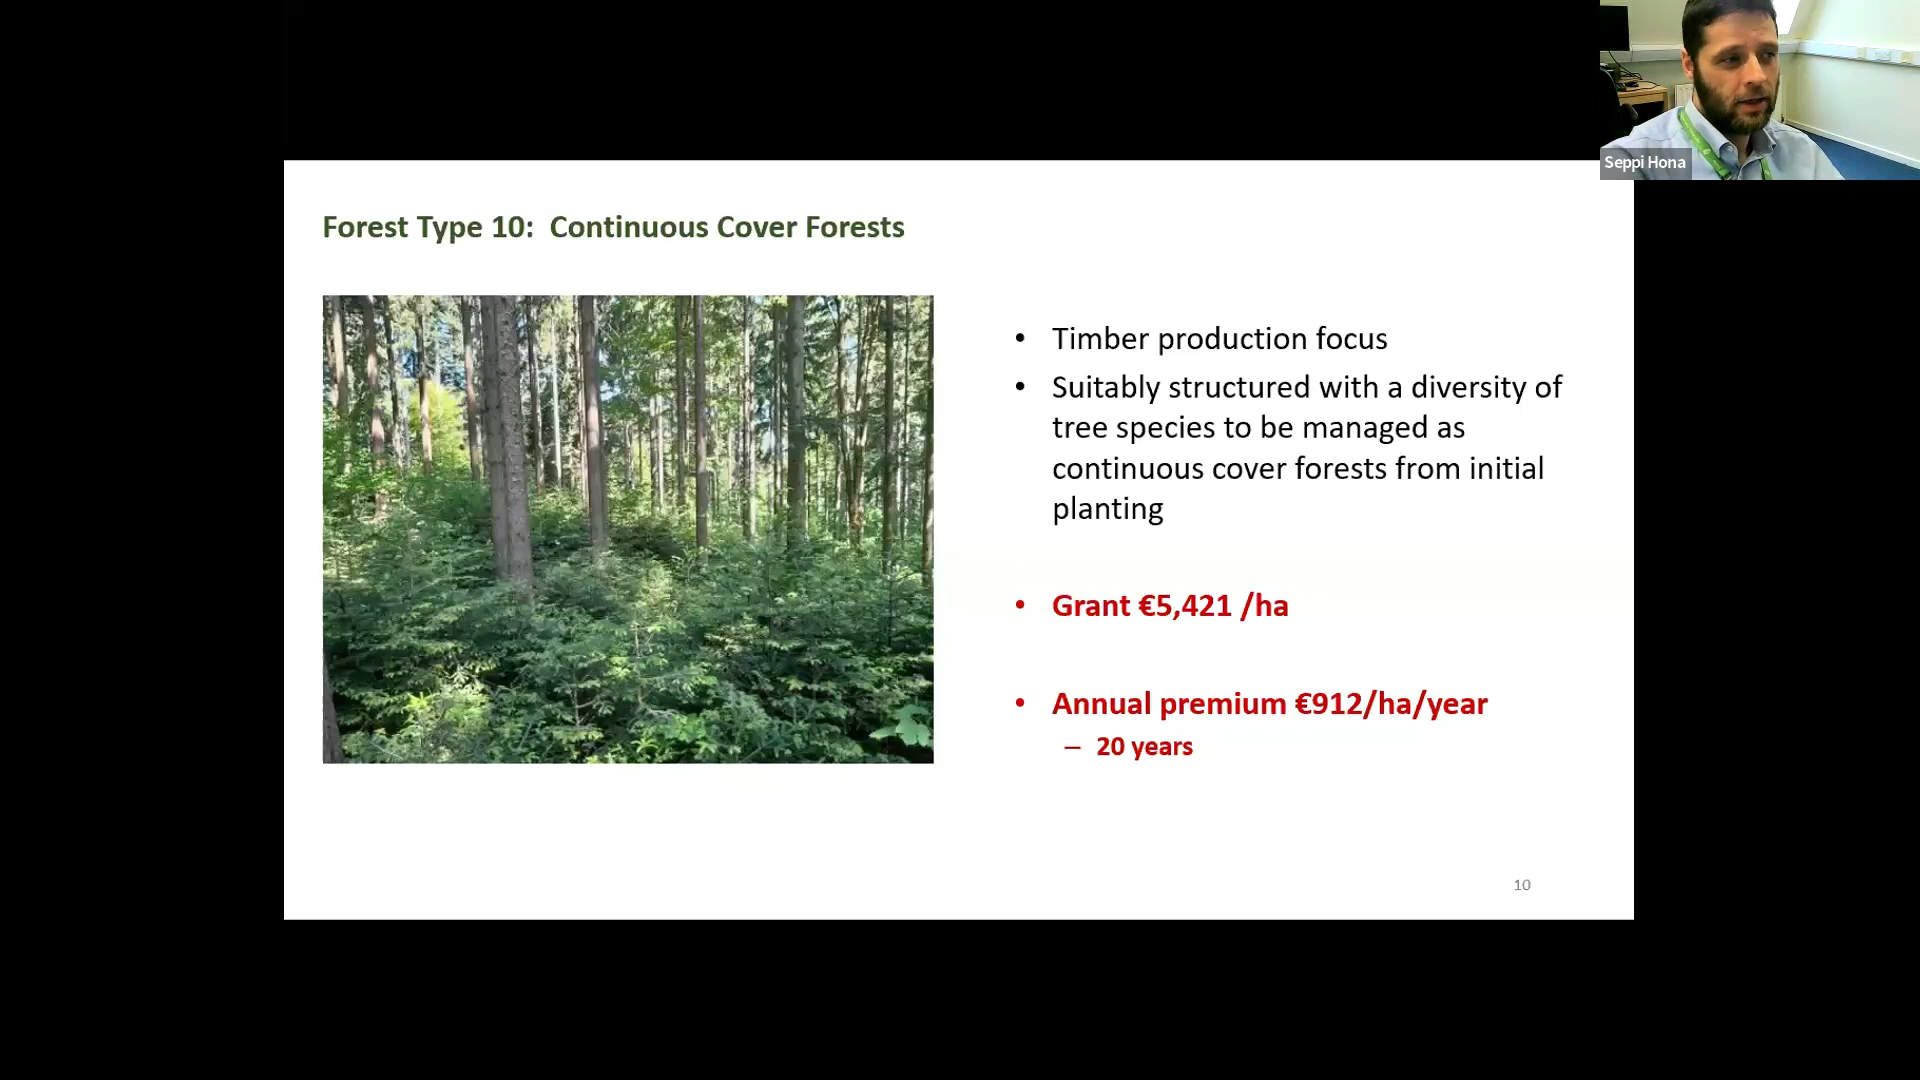 Seppi Hona
Forest Type 10:  Continuous Cover Forests
• Timber production focus
• Suitably structured with a diversity of
tree species to be managed as
continuous cover forests from initial
planting
• Grant €5,421 /ha
• Annual premium €912/ha/year
– 20 years
10